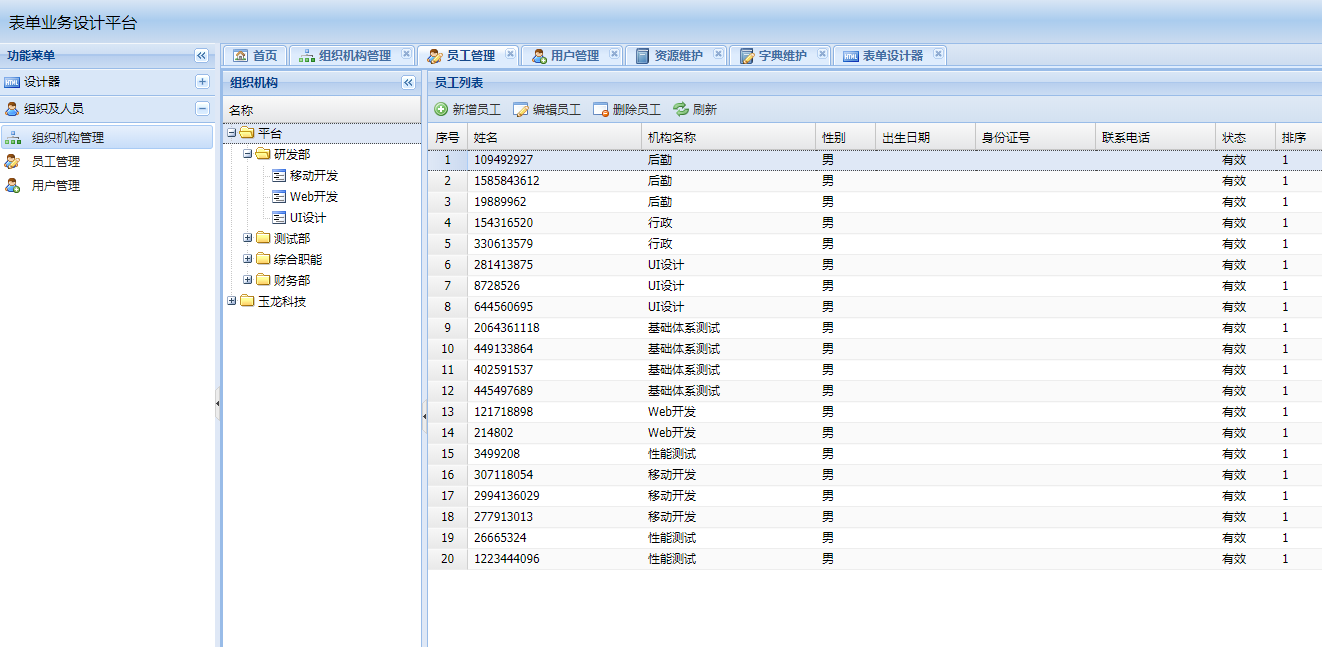 表单业务设计平台
功能菜单
设计器
组织及人员
组织机构管理
员工管理
用户管理
首页 组织机构管理 员工管理 用户管理 资源维护 字典维护 表单设计器
组织机构
名称
平台
研发部
移动开发
Web开发
UI设计
测试部
综合职能
财务部
玉龙科技
员工列表
新增员工 编辑员工 删除员工 刷新
序号 姓名 机构名称 性别 出生日期 身份证号 联系电话 状态 排序
1 109492927 后勤 男 有效 1
2 1585843612 后勤 男 有效 1
3 19889962 后勤 男 有效 1
4 154316520 行政 男 有效 1
5 330613579 行政 男 有效 1
6 281413875 UI设计 男 有效 1
7 8728526 UI设计 男 有效 1
8 644560695 UI设计 男 有效 1
9 2064361118 基础体系测试 男 有效 1
10 449133864 基础体系测试 男 有效 1
11 402591537 基础体系测试 男 有效 1
12 445497689 基础体系测试 男 有效 1
13 121718898 Web开发 男 有效 1
14 214802 Web开发 男 有效 1
15 3499208 性能测试 男 有效 1
16 307118054 移动开发 男 有效 1
17 2994136029 移动开发 男 有效 1
18 277913013 移动开发 男 有效 1
19 26665324 性能测试 男 有效 1
20 1223444096 性能测试 男 有效 1